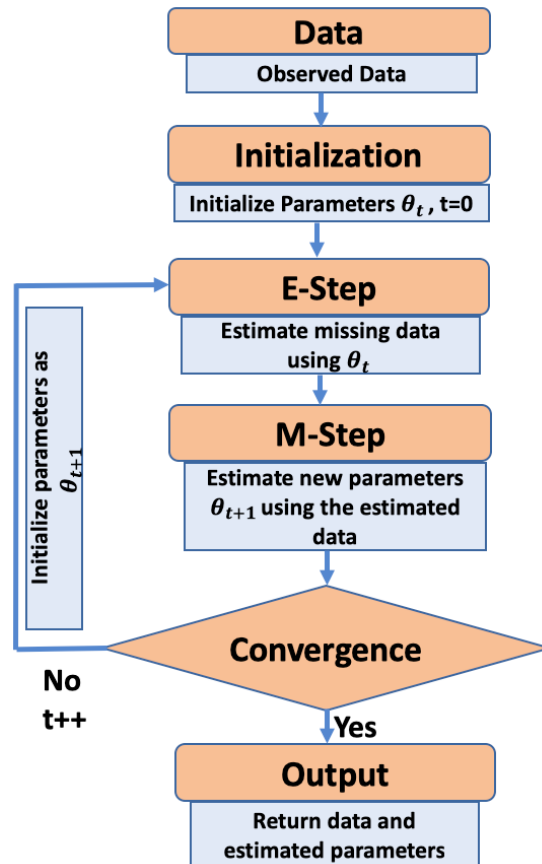 Data
Observed Data
Initialization
Initialize Parameters θₜ , t=0
E-Step
Estimate missing data
using θₜ
M-Step
Estimate new parameters
θₜ₊₁ using the estimated
data
Initialize parameters as
θₜ₊₁
Convergence
No
t++
Yes
Output
Return data and
estimated parameters